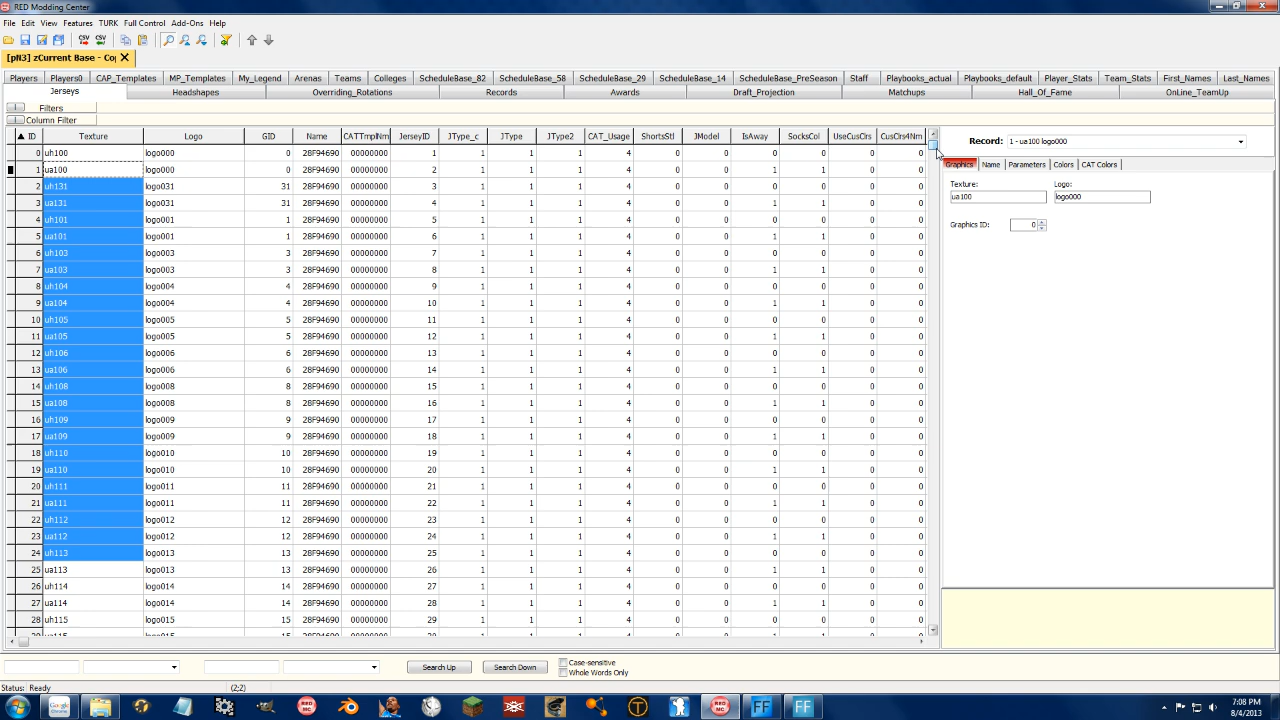 RED Modding Center
File Edit View Features TURK Full Control Add-Ons Help
CSV CSV
[pN3] zCurrent Base - Cop
Players Players0 CAP_Templates MP_Templates My_Legend Arenas Teams Colleges ScheduleBase_82 ScheduleBase_58 ScheduleBase_29 ScheduleBase_14 ScheduleBase_PreSeason Staff Playbooks_actual Playbooks_default Player_Stats Team_Stats First_Names Last_Names
Jerseys Headshapes Overriding_Rotations Records Awards Draft_Projection Matchups Hall_Of_Fame OnLine_TeamUp
Filters
Column Filter
ID Texture Logo GID Name CATTmplNm JerseyID JType_c JType JType2 CAT_Usage ShortsStl JModel IsAway SocksCol UseCusClrs CusClrs4Nm
0 uh100 logo000 0 28F94690 00000000 1 1 1 1 4 0 0 0 0 0 0
1 ua100 logo000 0 28F94690 00000000 2 1 1 1 4 0 0 1 1 0 0
2 uh131 logo031 31 28F94690 00000000 3 1 1 1 4 0 0 0 0 0 0
3 ua131 logo031 31 28F94690 00000000 4 1 1 1 4 0 0 1 1 0 0
4 uh101 logo001 1 28F94690 00000000 5 1 1 1 4 0 0 0 0 0 0
5 ua101 logo001 1 28F94690 00000000 6 1 1 1 4 0 0 1 1 0 0
6 uh103 logo003 3 28F94690 00000000 7 1 1 1 4 0 0 0 0 0 0
7 ua103 logo003 3 28F94690 00000000 8 1 1 1 4 0 0 1 1 0 0
8 uh104 logo004 4 28F94690 00000000 9 1 1 1 4 0 0 0 0 0 0
9 ua104 logo004 4 28F94690 00000000 10 1 1 1 4 0 0 1 1 0 0
10 uh105 logo005 5 28F94690 00000000 11 1 1 1 4 0 0 0 0 0 0
11 ua105 logo005 5 28F94690 00000000 12 1 1 1 4 0 0 1 1 0 0
12 uh106 logo006 6 28F94690 00000000 13 1 1 1 4 0 0 0 0 0 0
13 ua106 logo006 6 28F94690 00000000 14 1 1 1 4 0 0 1 1 0 0
14 uh108 logo008 8 28F94690 00000000 15 1 1 1 4 0 0 0 0 0 0
15 ua108 logo008 8 28F94690 00000000 16 1 1 1 4 0 0 1 1 0 0
16 uh109 logo009 9 28F94690 00000000 17 1 1 1 4 0 0 0 0 0 0
17 ua109 logo009 9 28F94690 00000000 18 1 1 1 4 0 0 1 1 0 0
18 uh110 logo010 10 28F94690 00000000 19 1 1 1 4 0 0 0 0 0 0
19 ua110 logo010 10 28F94690 00000000 20 1 1 1 4 0 0 1 1 0 0
20 uh111 logo011 11 28F94690 00000000 21 1 1 1 4 0 0 0 0 0 0
21 ua111 logo011 11 28F94690 00000000 22 1 1 1 4 0 0 1 1 0 0
22 uh112 logo012 12 28F94690 00000000 23 1 1 1 4 0 0 0 0 0 0
23 ua112 logo012 12 28F94690 00000000 24 1 1 1 4 0 0 1 1 0 0
24 uh113 logo013 13 28F94690 00000000 25 1 1 1 4 0 0 0 0 0 0
25 ua113 logo013 13 28F94690 00000000 26 1 1 1 4 0 0 1 1 0 0
26 uh114 logo014 14 28F94690 00000000 27 1 1 1 4 0 0 0 0 0 0
27 ua114 logo014 14 28F94690 00000000 28 1 1 1 4 0 0 1 1 0 0
28 uh115 logo015 15 28F94690 00000000 29 1 1 1 4 0 0 0 0 0 0
Record: 1 - ua100 logo000
Graphics Name Parameters Colors CAT Colors
Texture: Logo:
ua100 logo000
Graphics ID: 0
Search Up Search Down
Case-sensitive
Whole Words Only
Status: Ready (2;2)
Google
RED MC
FF FF
7:08 PM
8/4/2013